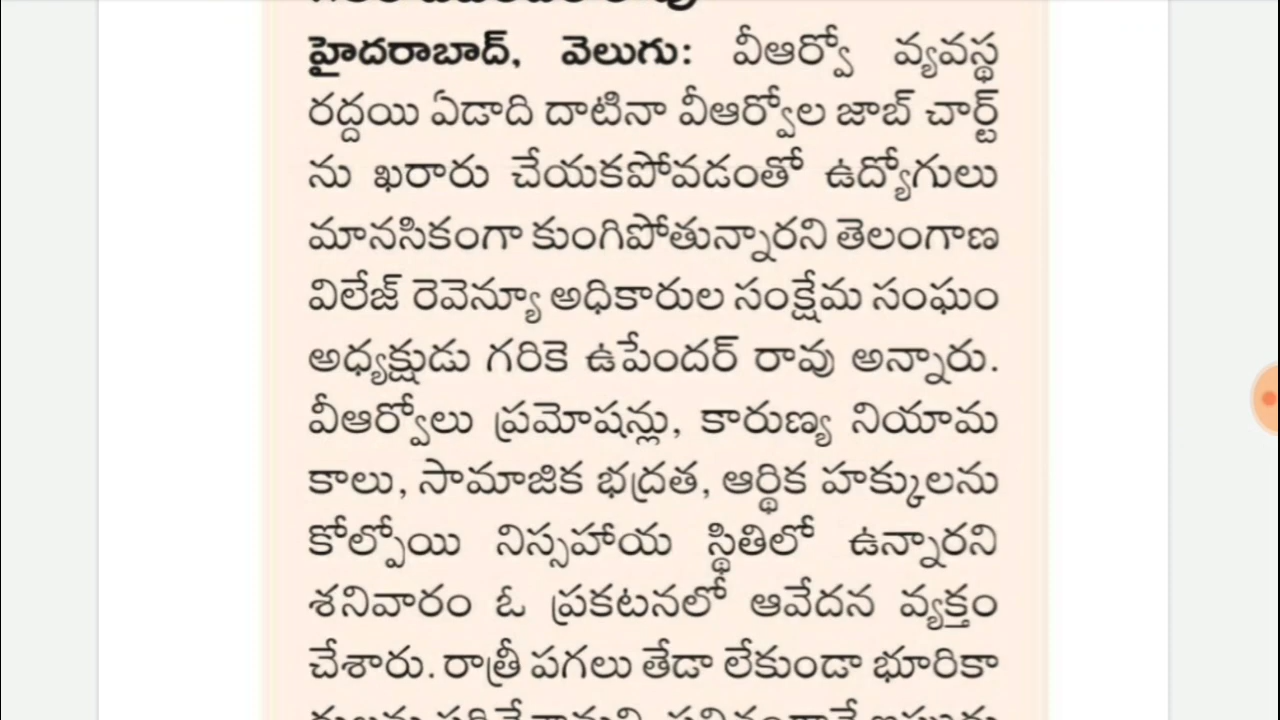 హైదరాబాద్, వెలుగు: వీఆర్వో వ్యవస్థ
రద్దయి ఏడాది దాటినా వీఆర్వోల జాబ్ చార్ట్
ను ఖరారు చేయకపోవడంతో ఉద్యోగులు
మానసికంగా కుంగిపోతున్నారని తెలంగాణ
విలేజ్ రెవెన్యూ అధికారుల సంక్షేమ సంఘం
అధ్యక్షుడు గరికె ఉపేందర్ రావు అన్నారు.
వీఆర్వోలు ప్రమోషన్లు, కారుణ్య నియామ
కాలు, సామాజిక భద్రత, ఆర్థిక హక్కులను
కోల్పోయి నిస్సహాయ స్థితిలో ఉన్నారని
శనివారం ఓ ప్రకటనలో ఆవేదన వ్యక్తం
చేశారు. రాత్రీ పగలు తేడా లేకుండా భూరికా